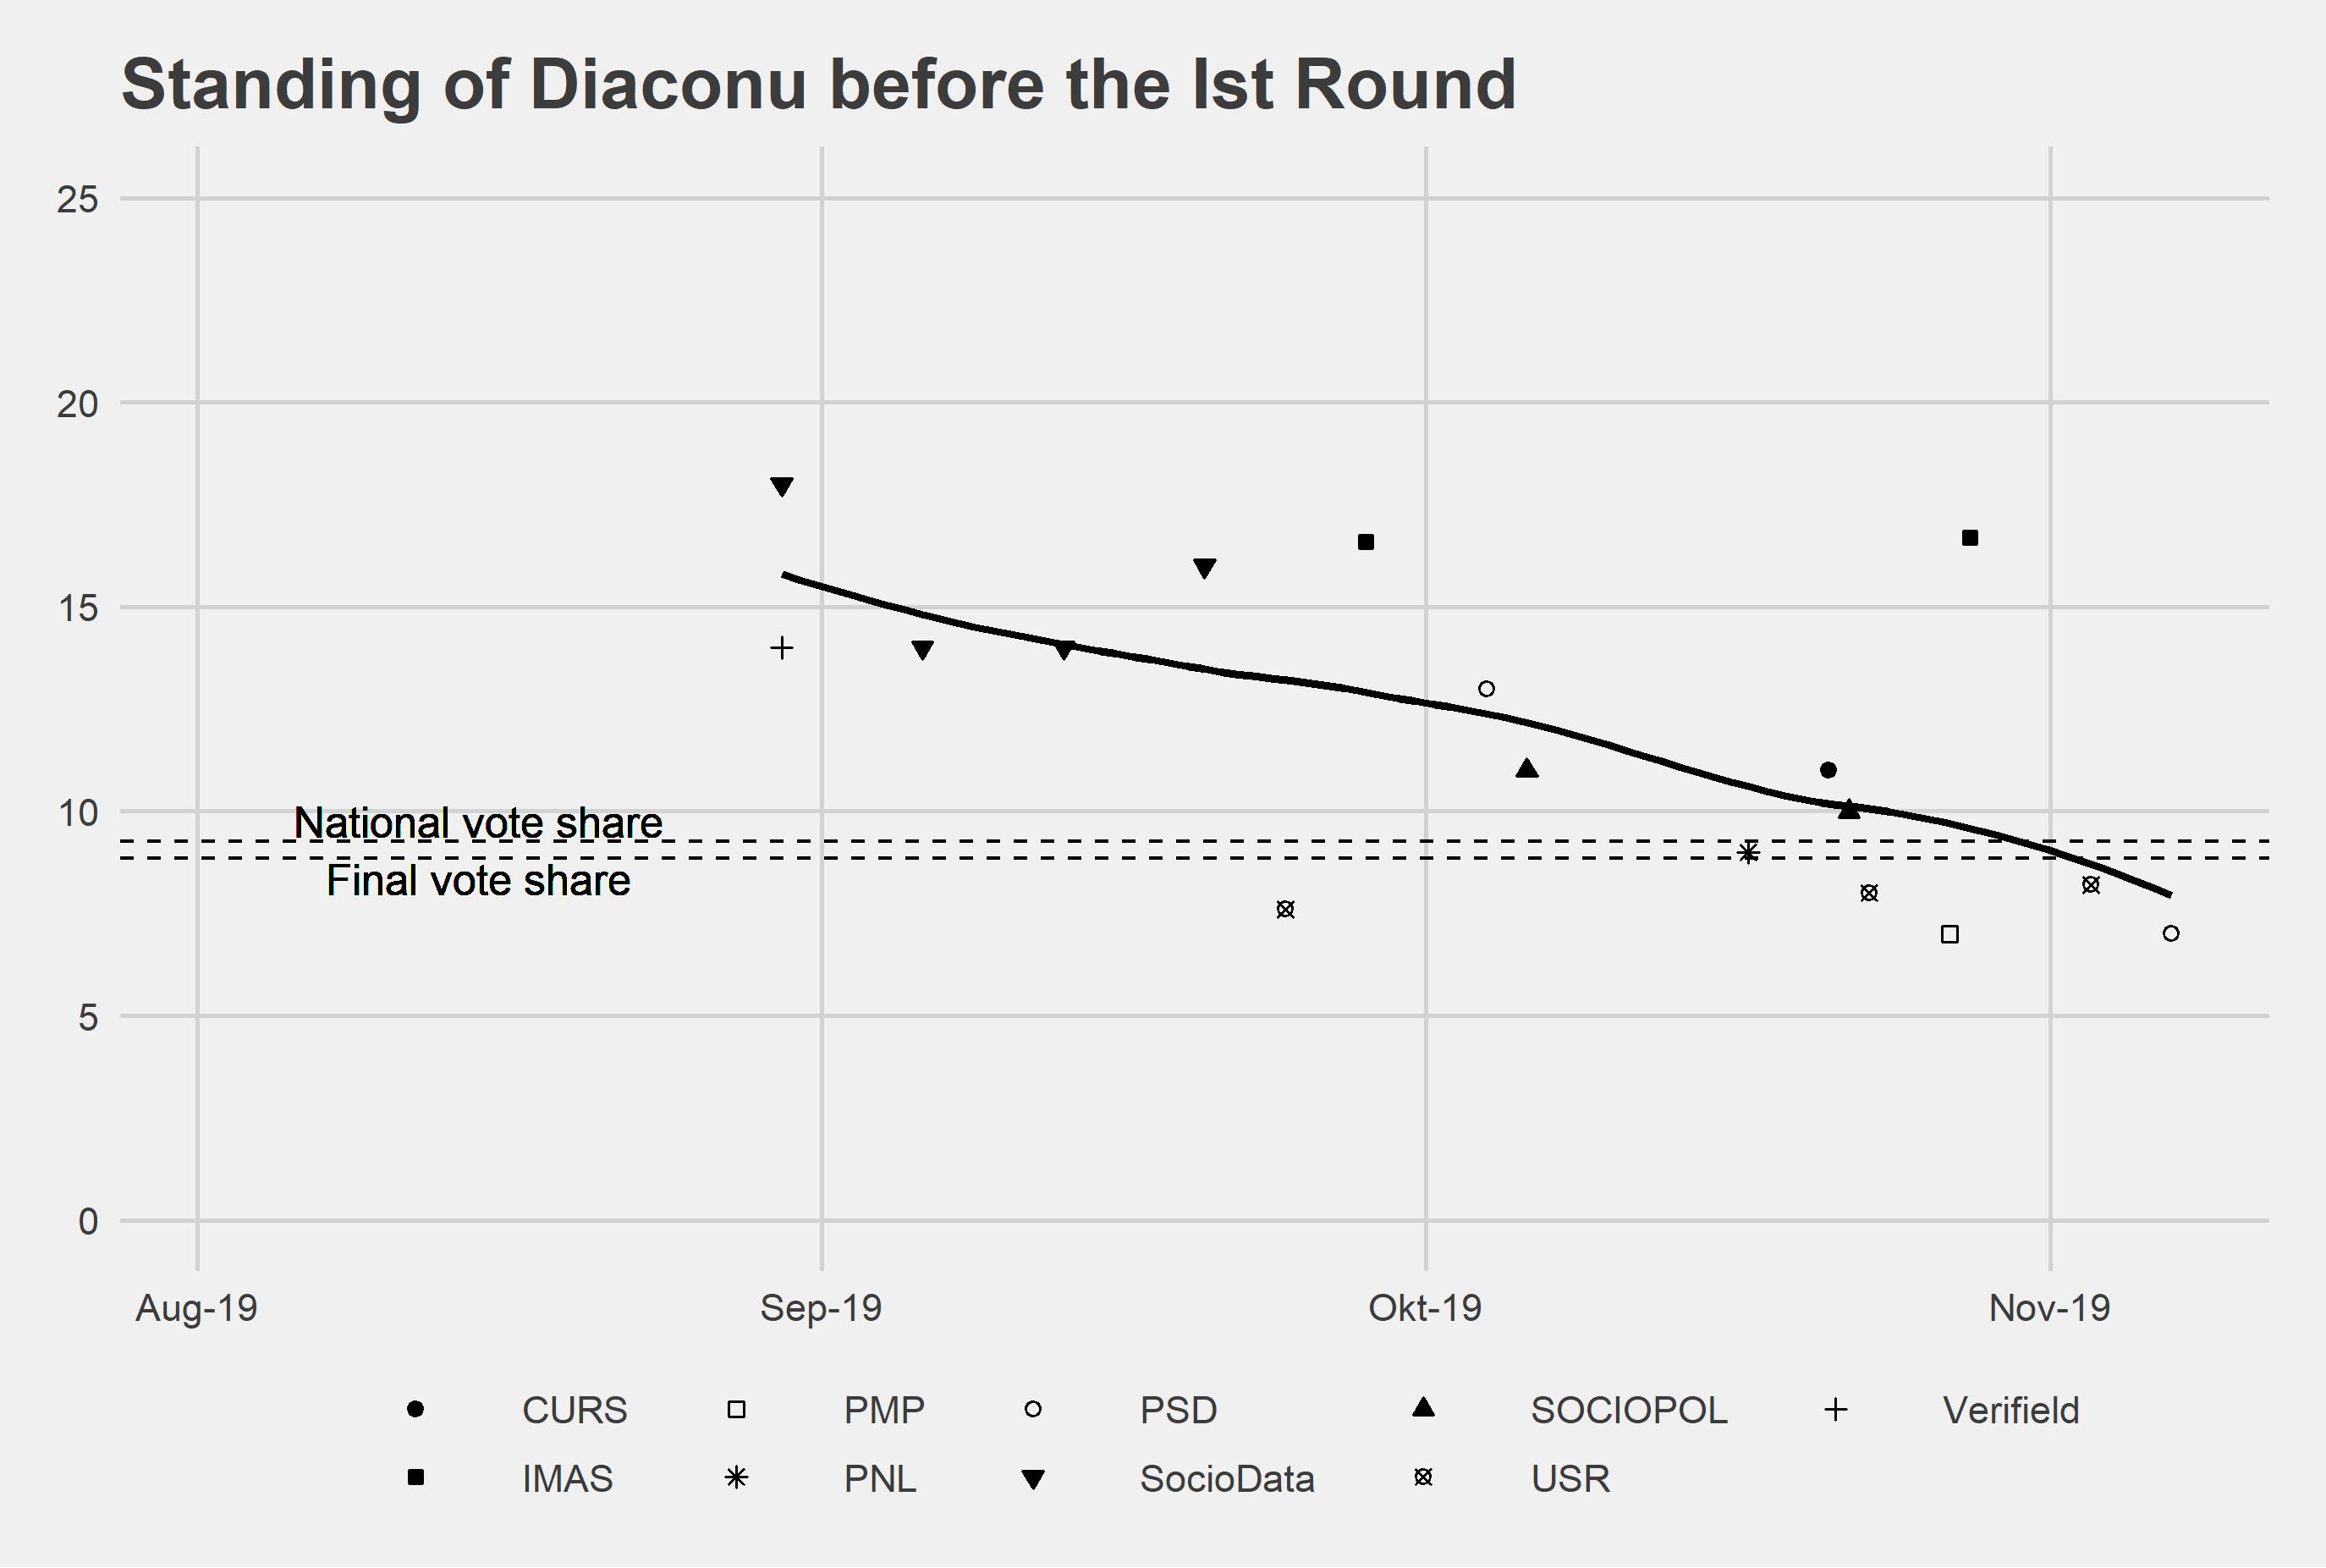 Standing of Diaconu before the Ist Round
25
20
15
10
5
0
National vote share
Final vote share
Aug-19 Sep-19 Okt-19 Nov-19
CURS PMP PSD SOCIOPOL Verifield
IMAS PNL SocioData USR